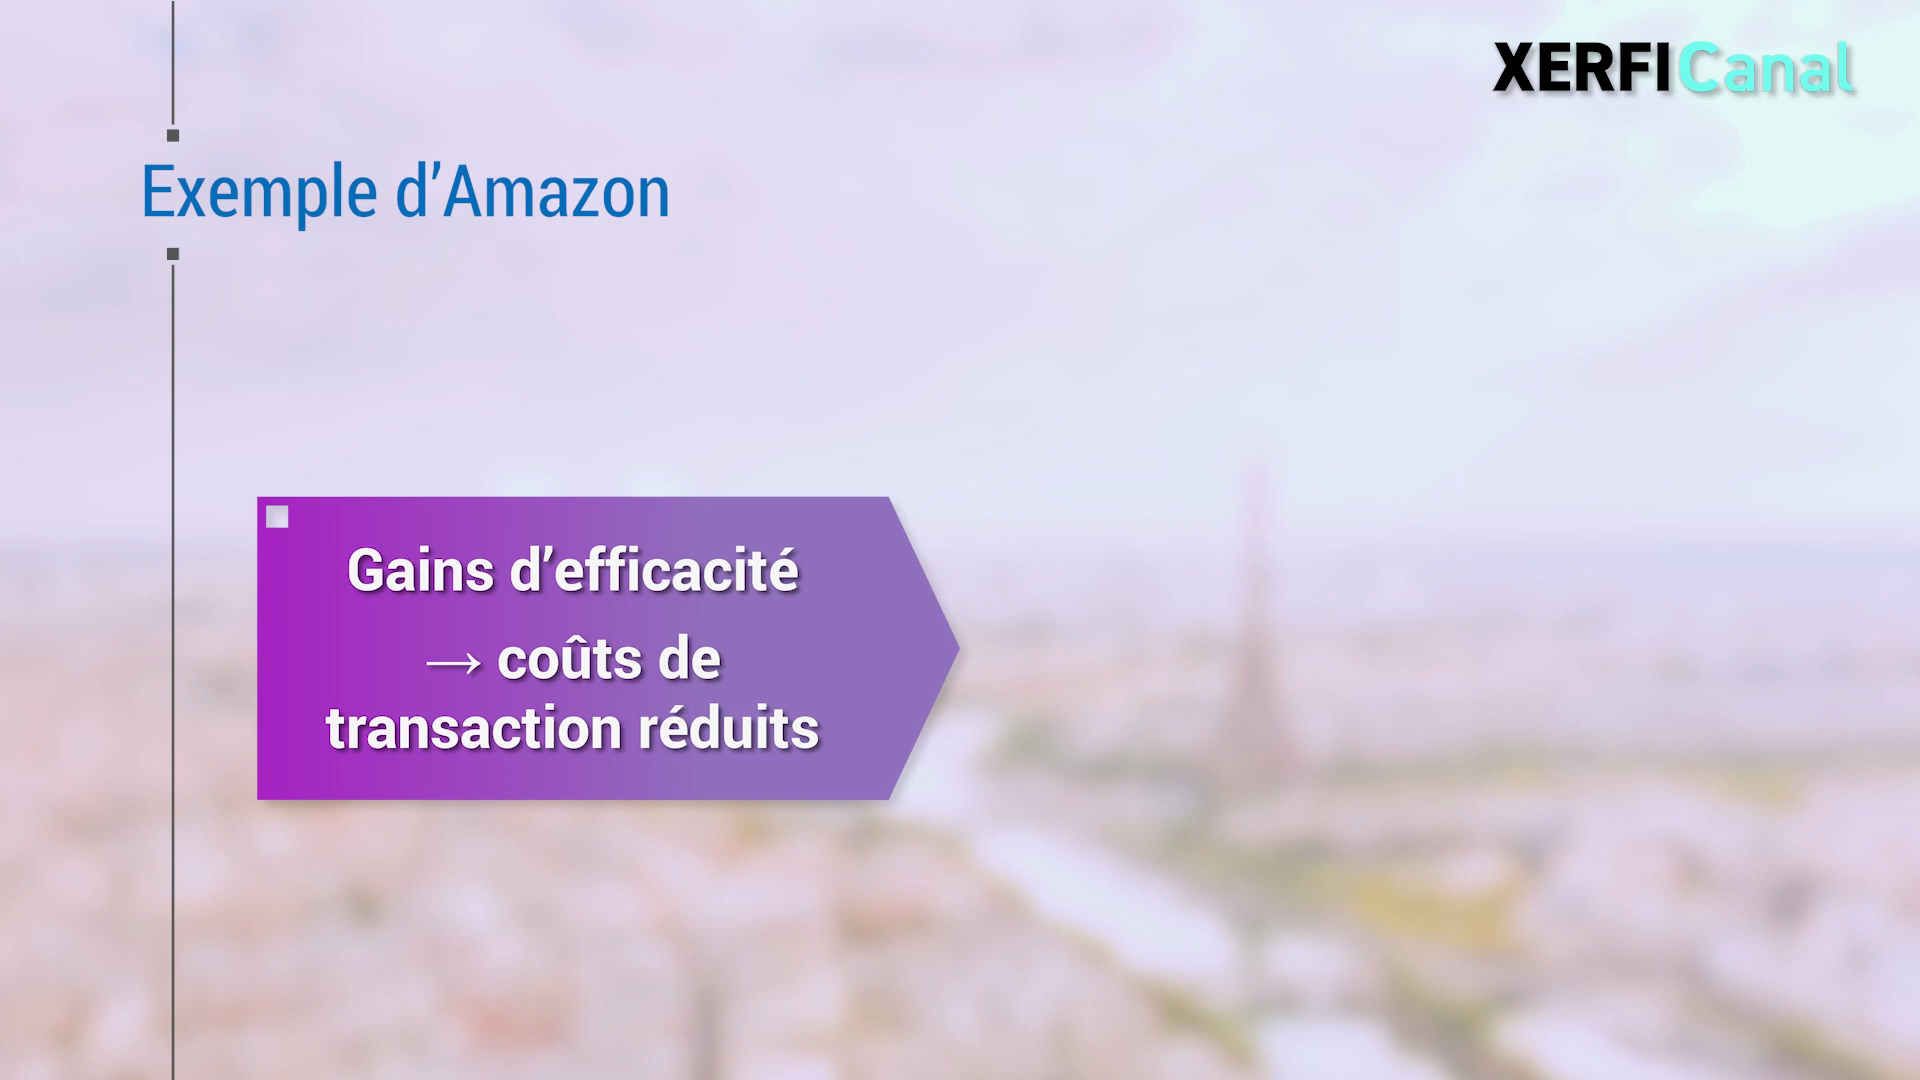 XERFI Canal
Exemple d’Amazon
Gains d’efficacité
→ coûts de
transaction réduits